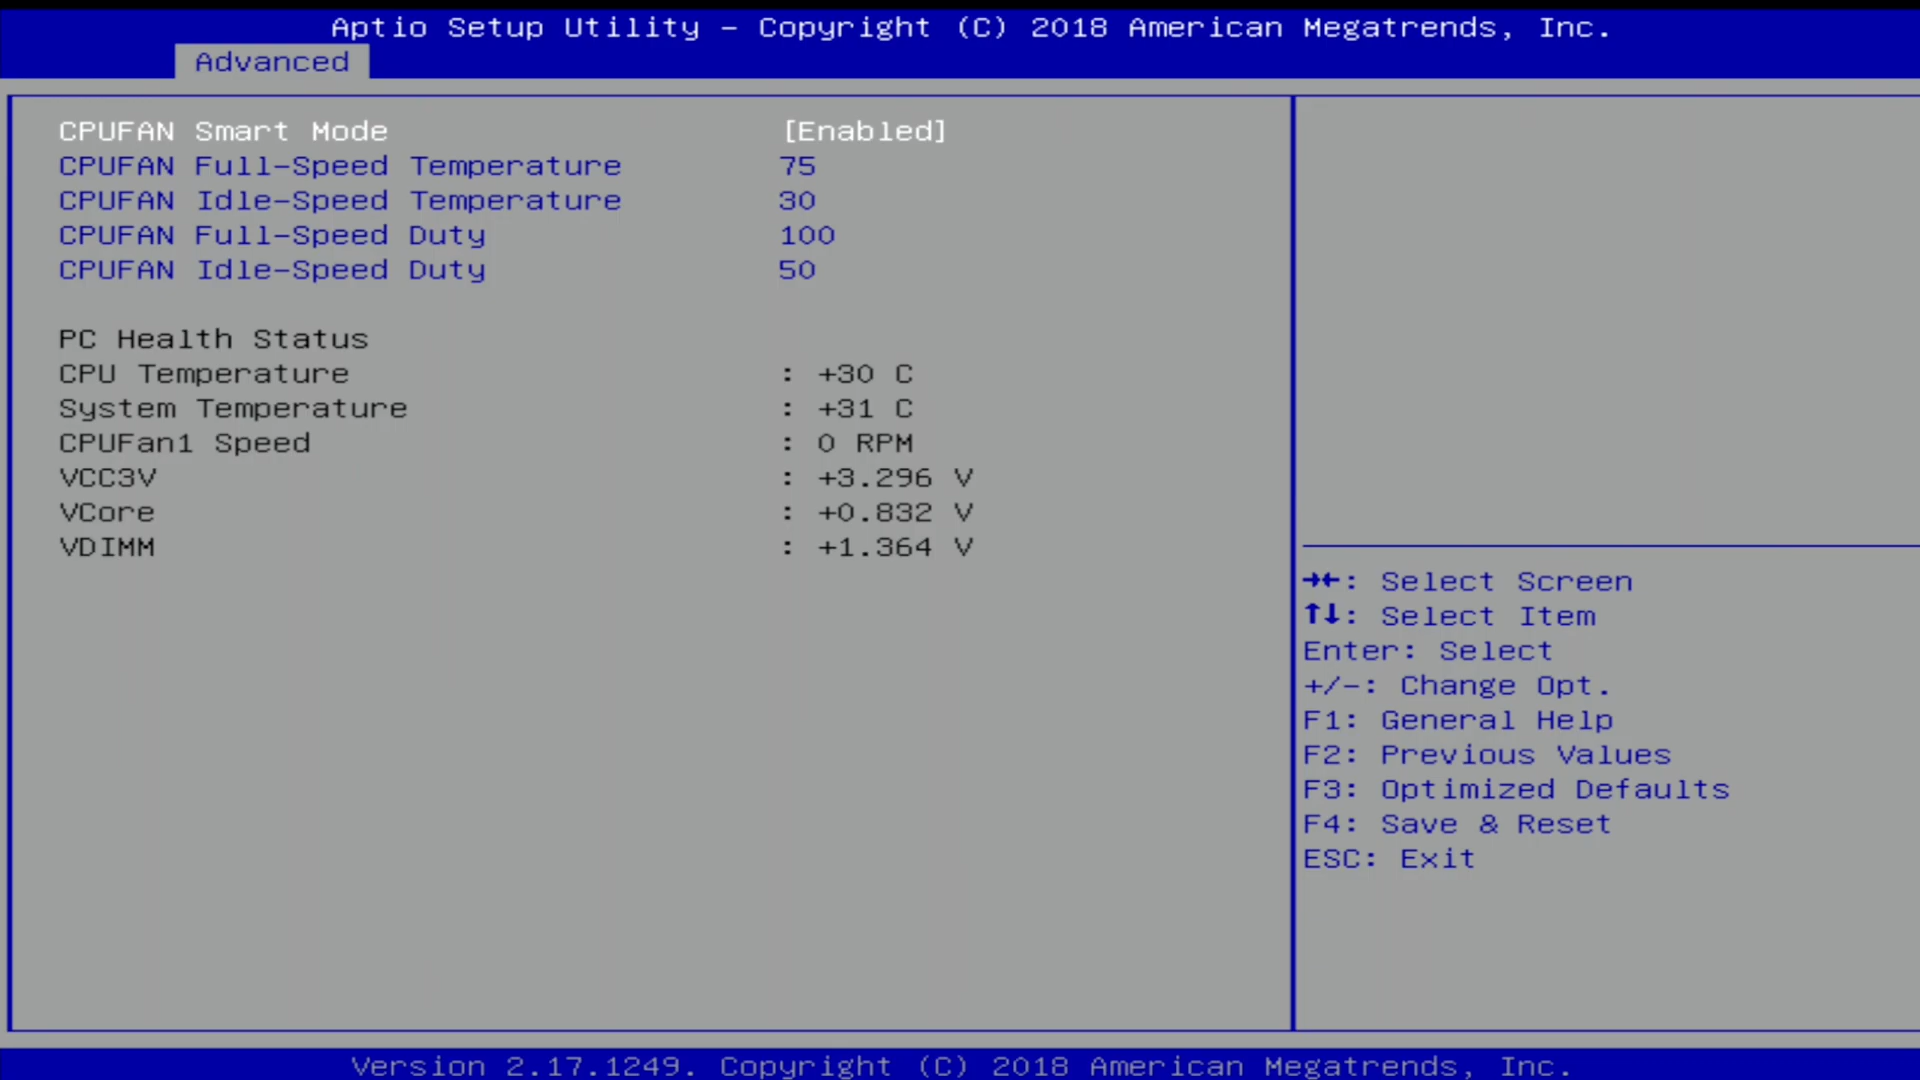 Aptio Setup Utility - Copyright (C) 2018 American Megatrends, Inc.
Advanced
CPUFAN Smart Mode [Enabled]
CPUFAN Full-Speed Temperature 75
CPUFAN Idle-Speed Temperature 30
CPUFAN Full-Speed Duty 100
CPUFAN Idle-Speed Duty 50
PC Health Status
CPU Temperature : +30 C
System Temperature : +31 C
CPUFan1 Speed : 0 RPM
VCC3V : +3.296 V
VCore : +0.832 V
VDIMM : +1.364 V
→←: Select Screen
↑↓: Select Item
Enter: Select
+/-: Change Opt.
F1: General Help
F2: Previous Values
F3: Optimized Defaults
F4: Save & Reset
ESC: Exit
Version 2.17.1249. Copyright (C) 2018 American Megatrends, Inc.